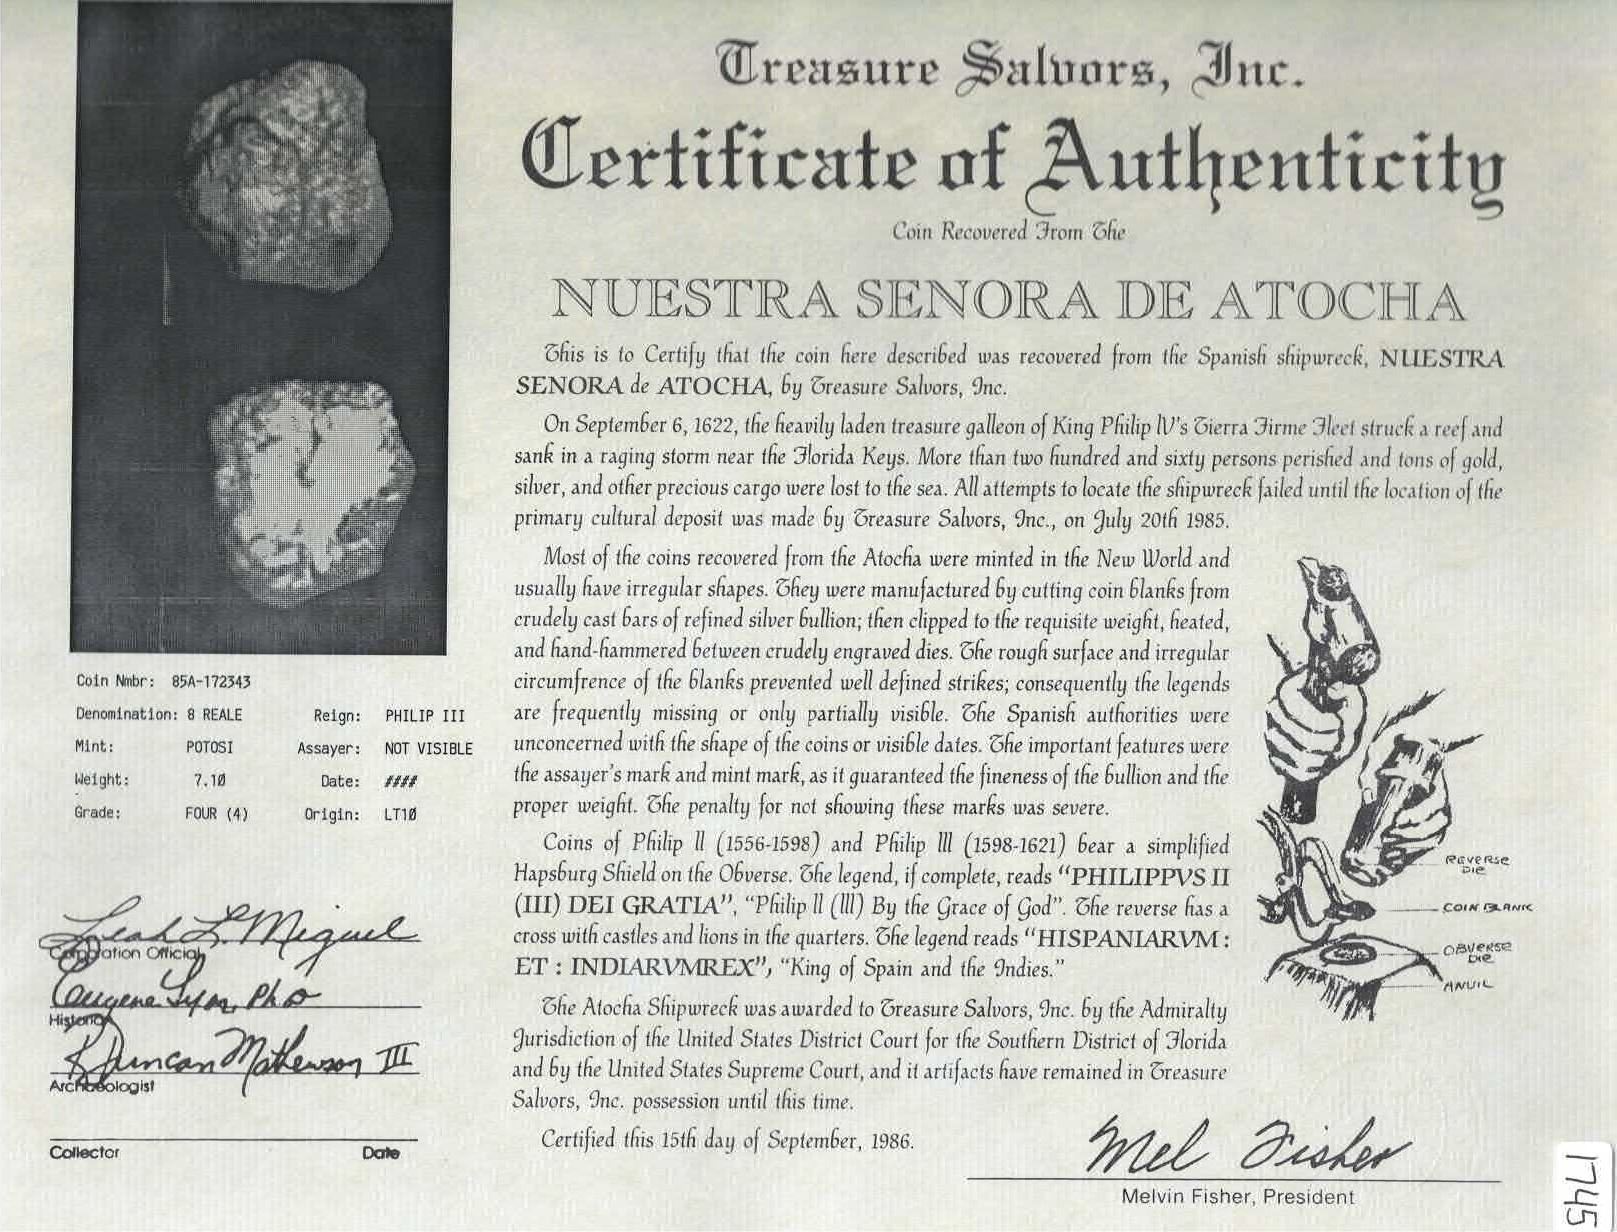 Treasure Salvors, Inc.
Certificate of Authenticity
Coin Recovered From The
NUESTRA SENORA DE ATOCHA
This is to Certify that the coin here described was recovered from the Spanish shipwreck, NUESTRA
SENORA de ATOCHA, by Treasure Salvors, Inc.
On September 6, 1622, the heavily laden treasure galleon of King Philip IV's Tierra Firme Fleet struck a reef and
sank in a raging storm near the Florida Keys. More than two hundred and sixty persons perished and tons of gold,
silver, and other precious cargo were lost to the sea. All attempts to locate the shipwreck failed until the location of the
primary cultural deposit was made by Treasure Salvors, Inc., on July 20th 1985.
Most of the coins recovered from the Atocha were minted in the New World and
usually have irregular shapes. They were manufactured by cutting coin blanks from
crudely cast bars of refined silver bullion; then clipped to the requisite weight, heated,
and hand-hammered between crudely engraved dies. The rough surface and irregular
circumfrence of the blanks prevented well defined strikes; consequently the legends
are frequently missing or only partially visible. The Spanish authorities were
unconcerned with the shape of the coins or visible dates. The important features were
the assayer's mark and mint mark, as it guaranteed the fineness of the bullion and the
proper weight. The penalty for not showing these marks was severe.
Coins of Philip II (1556-1598) and Philip III (1598-1621) bear a simplified
Hapsburg Shield on the Obverse. The legend, if complete, reads "PHILIPPVS II
(III) DEI GRATIA", "Philip II (III) By the Grace of God". The reverse has a
cross with castles and lions in the quarters. The legend reads "HISPANIARVM :
ET : INDIARVMREX", "King of Spain and the Indies."
The Atocha Shipwreck was awarded to Treasure Salvors, Inc. by the Admiralty
Jurisdiction of the United States District Court for the Southern District of Florida
and by the United States Supreme Court, and it artifacts have remained in Treasure
Salvors, Inc. possession until this time.
Certified this 15th day of September, 1986.
REVERSE
DIE
COIN BLANK
OBVERSE
DIE
ANVIL
Coin Nmbr: 85A-172343
Denomination: 8 REALE Reign: PHILIP III
Mint: POTOSI Assayer: NOT VISIBLE
Weight: 7.10 Date: ####
Grade: FOUR (4) Origin: LT10
Leah L. Miguel
Corporation Official
Eugene Lyon, Ph D
Historian
R Duncan Mathewson III
Archaeologist
Collector Date
Mel Fisher
Melvin Fisher, President
1745